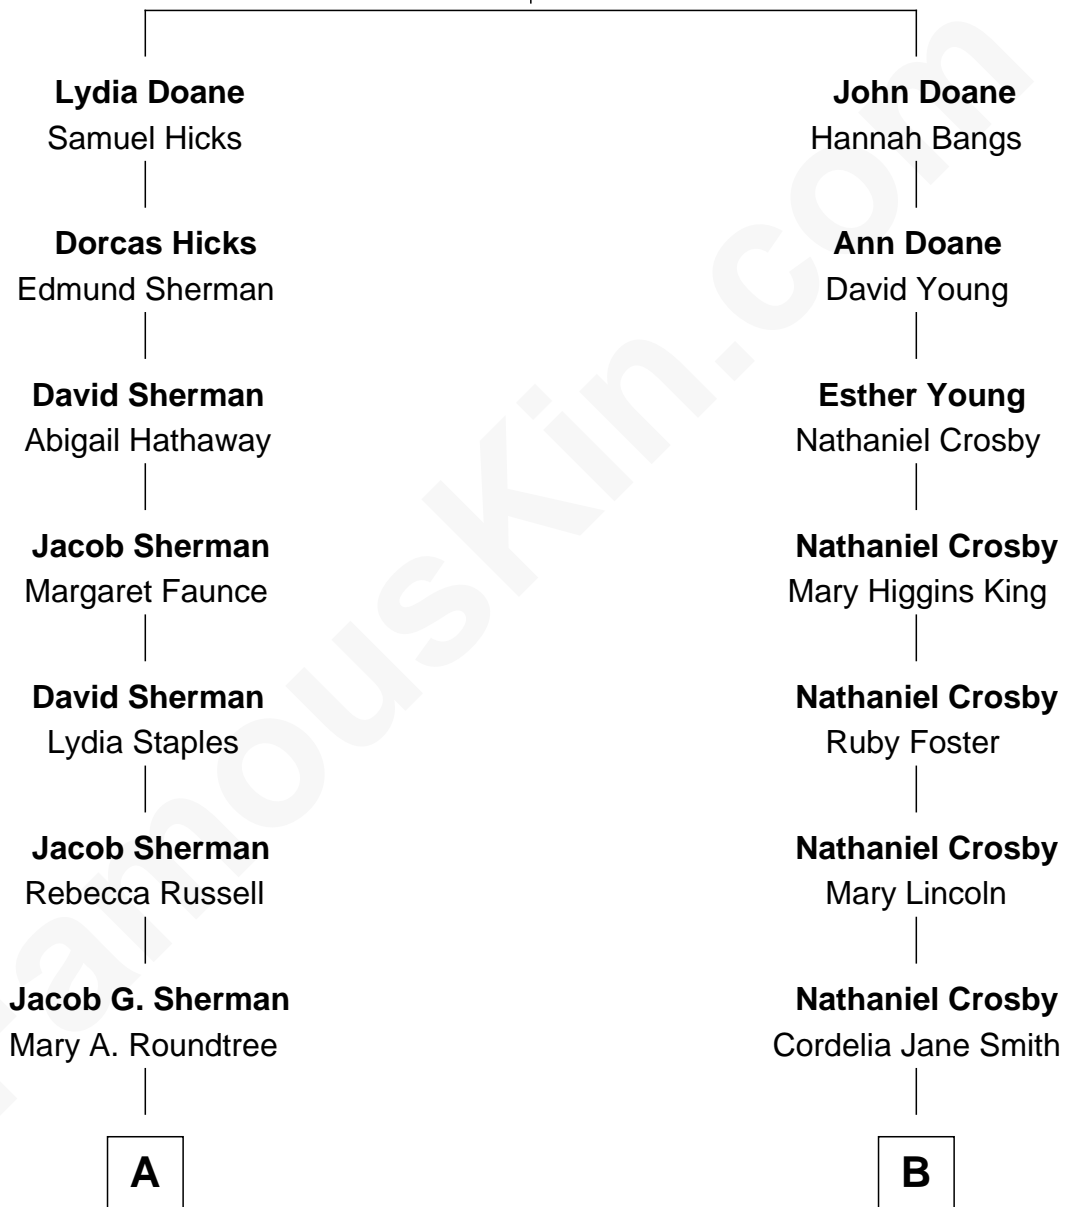 Lydia Doane
Samuel Hicks
John Doane
Hannah Bangs
Dorcas Hicks
Edmund Sherman
Ann Doane
David Young
David Sherman
Abigail Hathaway
Esther Young
Nathaniel Crosby
Jacob Sherman
Margaret Faunce
Nathaniel Crosby
Mary Higgins King
David Sherman
Lydia Staples
Nathaniel Crosby
Ruby Foster
Jacob Sherman
Rebecca Russell
Nathaniel Crosby
Mary Lincoln
Jacob G. Sherman
Mary A. Roundtree
Nathaniel Crosby
Cordelia Jane Smith
A
B
FamousKin.com